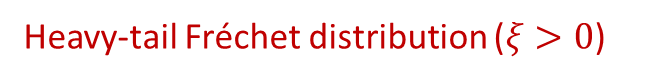 Heavy-tail Fréchet distribution (ξ > 0)